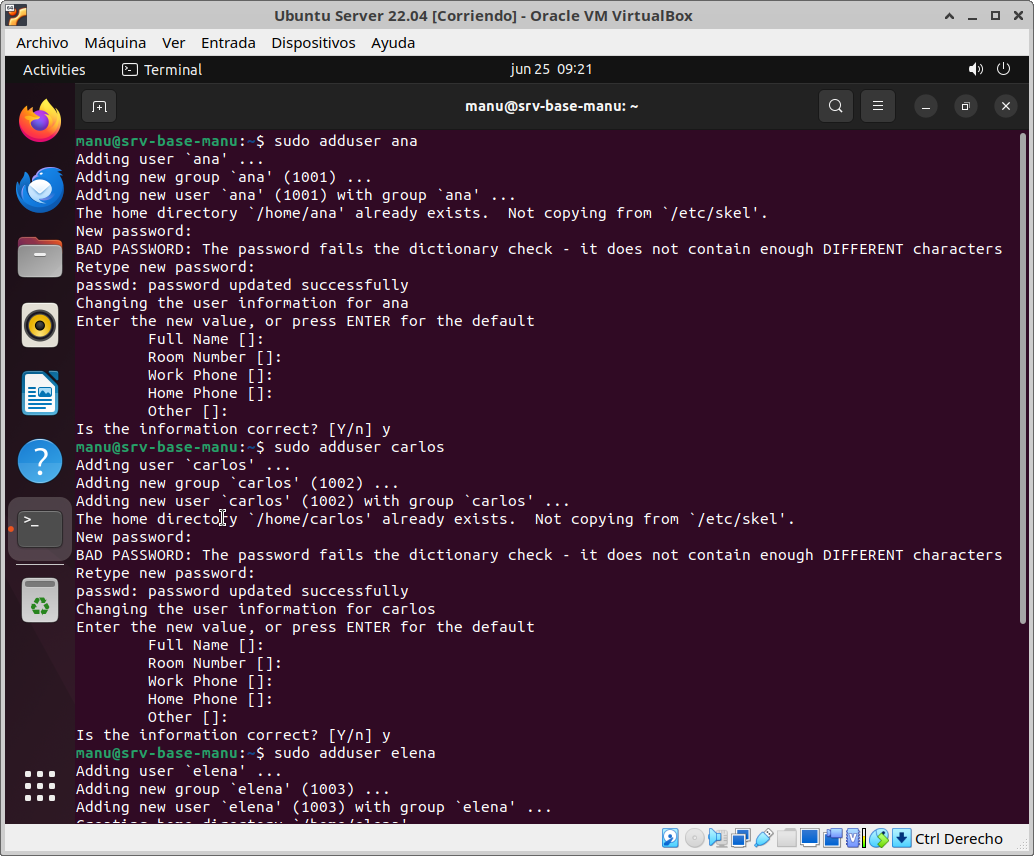 Ubuntu Server 22.04 [Corriendo] - Oracle VM VirtualBox
Archivo Máquina Ver Entrada Dispositivos Ayuda
Activities Terminal jun 25 09:21
manu@srv-base-manu: ~
manu@srv-base-manu:~$ sudo adduser ana
Adding user `ana' ...
Adding new group `ana' (1001) ...
Adding new user `ana' (1001) with group `ana' ...
The home directory `/home/ana' already exists.  Not copying from `/etc/skel'.
New password:
BAD PASSWORD: The password fails the dictionary check - it does not contain enough DIFFERENT characters
Retype new password:
passwd: password updated successfully
Changing the user information for ana
Enter the new value, or press ENTER for the default
Full Name []:
Room Number []:
Work Phone []:
Home Phone []:
Other []:
Is the information correct? [Y/n] y
manu@srv-base-manu:~$ sudo adduser carlos
Adding user `carlos' ...
Adding new group `carlos' (1002) ...
Adding new user `carlos' (1002) with group `carlos' ...
The home directory `/home/carlos' already exists.  Not copying from `/etc/skel'.
New password:
BAD PASSWORD: The password fails the dictionary check - it does not contain enough DIFFERENT characters
Retype new password:
passwd: password updated successfully
Changing the user information for carlos
Enter the new value, or press ENTER for the default
Full Name []:
Room Number []:
Work Phone []:
Home Phone []:
Other []:
Is the information correct? [Y/n] y
manu@srv-base-manu:~$ sudo adduser elena
Adding user `elena' ...
Adding new group `elena' (1003) ...
Adding new user `elena' (1003) with group `elena' ...
Creating home directory `/home/elena'
Ctrl Derecho